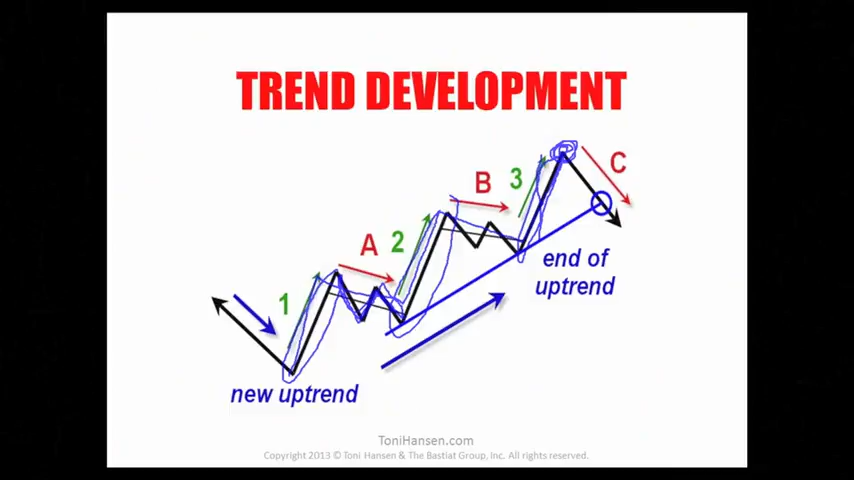 TREND DEVELOPMENT
C
B
3
A
2
end of
uptrend
1
new uptrend
ToniHansen.com
Copyright 2013 © Toni Hansen & The Bastiat Group, Inc. All rights reserved.